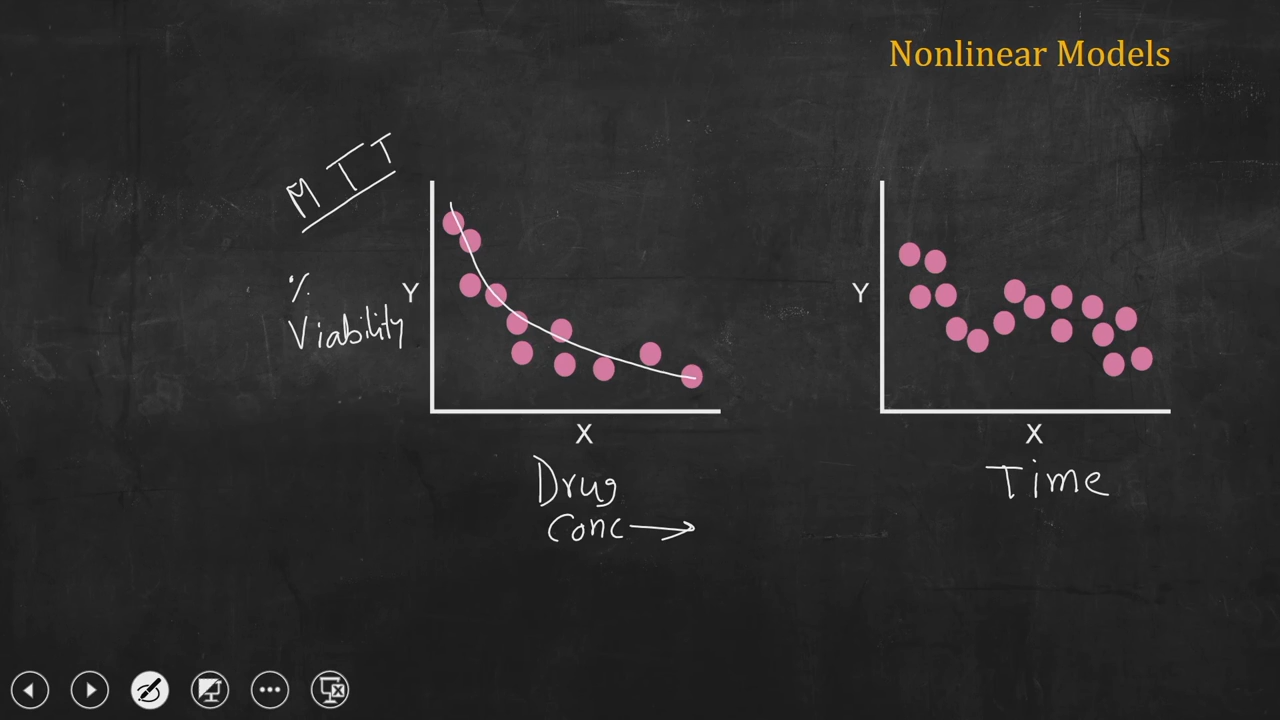 Nonlinear Models
MTT
%
Viability
Y
X
Drug
Conc
Y
X
Time